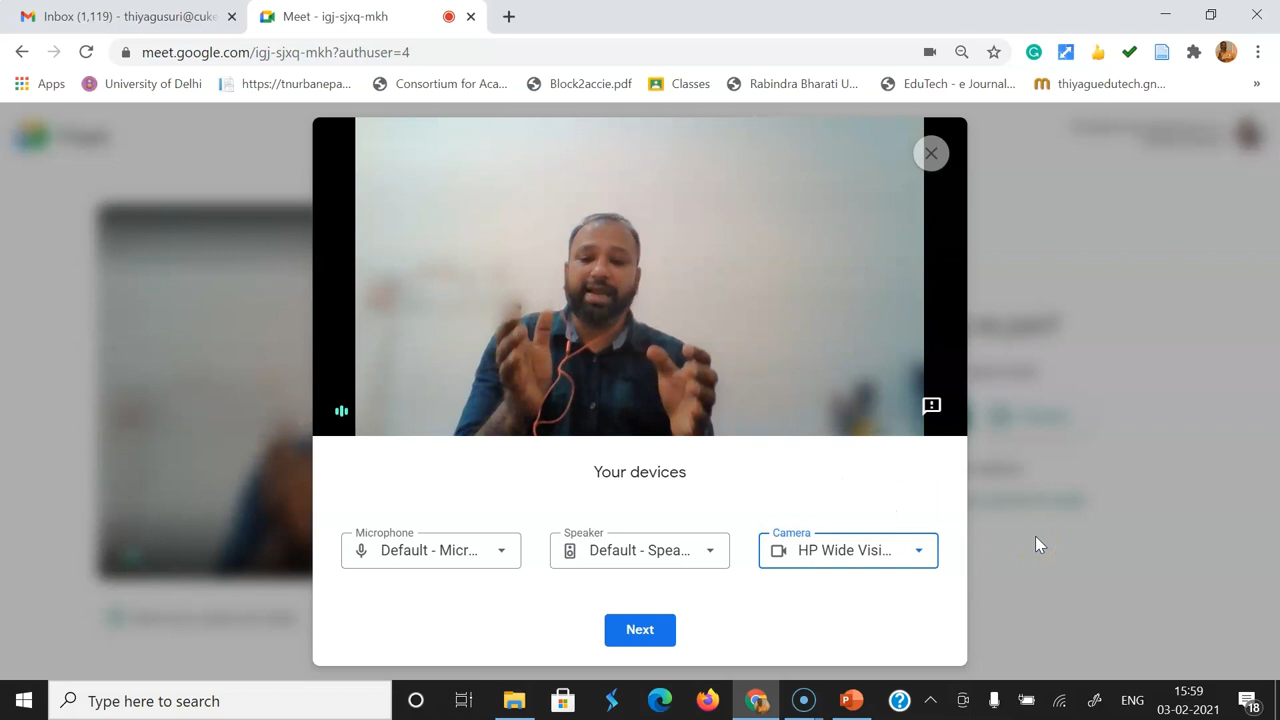 Inbox (1,119) - thiyagusuri@cuke
Meet - igj-sjxq-mkh
meet.google.com/igj-sjxq-mkh?authuser=4
Apps
University of Delhi
https://tnurbanepa...
Consortium for Aca...
Block2accie.pdf
Classes
Rabindra Bharati U...
EduTech - e Journal...
thiyaguedutech.gn...
»
Your devices
Microphone
Speaker
Camera
Default - Micr...
Default - Spea...
HP Wide Visi...
Next
Type here to search
ENG
15:59
03-02-2021
18